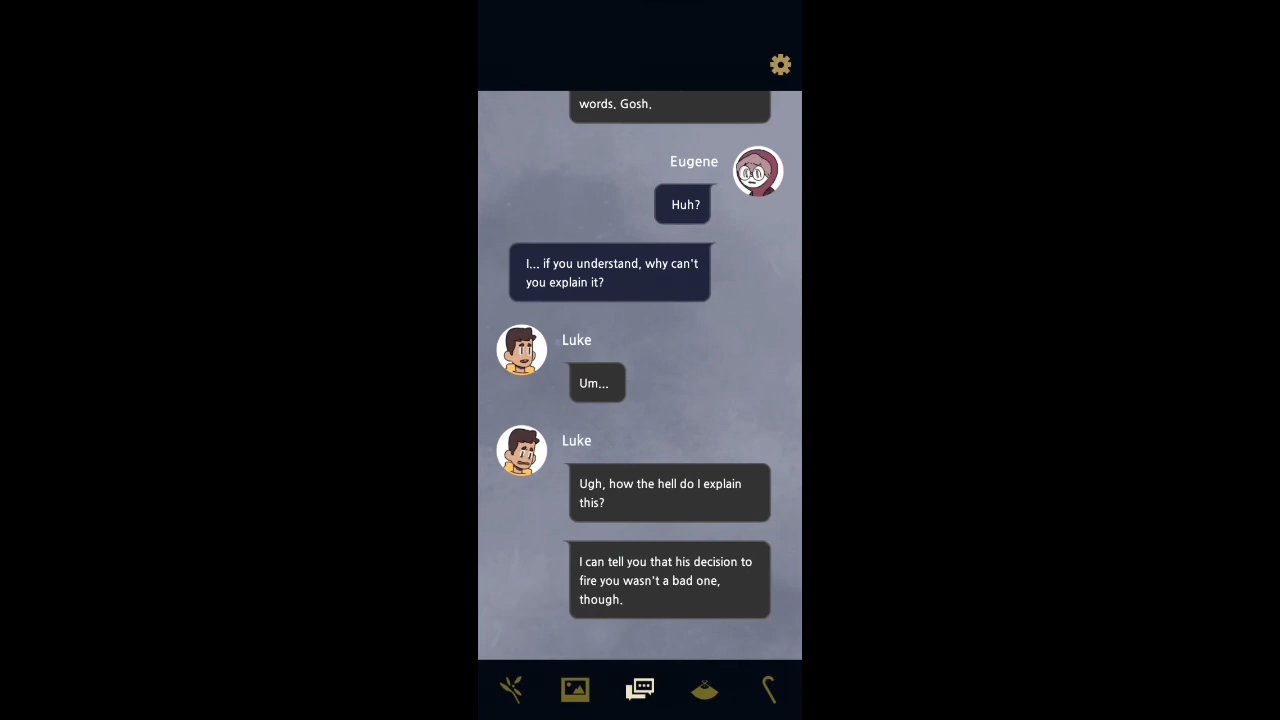 words. Gosh.
Eugene
Huh?
I... if you understand, why can't
you explain it?
Luke
Um...
Luke
Ugh, how the hell do I explain
this?
I can tell you that his decision to
fire you wasn't a bad one,
though.